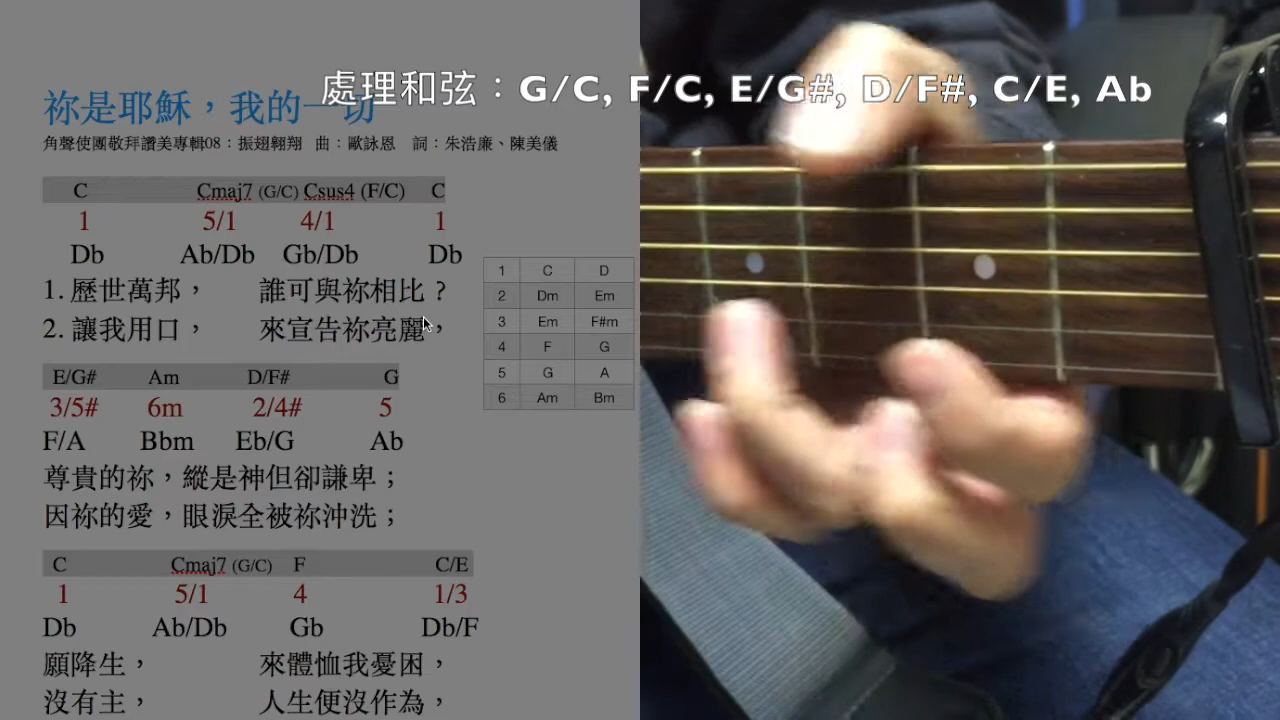 處理和弦：G/C, F/C, E/G#, D/F#, C/E, Ab
祢是耶穌，我的一切
角聲使團敬拜讚美專輯08：振翅翱翔 曲：歐詠恩 詞：朱浩廉、陳美儀
C Cmaj7 (G/C) Csus4 (F/C) C
1 5/1 4/1 1
Db Ab/Db Gb/Db Db
1. 歷世萬邦， 誰可與祢相比？
2. 讓我用口， 來宣告祢亮麗，
E/G# Am D/F# G
3/5# 6m 2/4# 5
F/A Bbm Eb/G Ab
尊貴的祢，縱是神但卻謙卑；
因祢的愛，眼淚全被祢沖洗；
C Cmaj7 (G/C) F C/E
1 5/1 4 1/3
Db Ab/Db Gb Db/F
願降生， 來體恤我憂困，
沒有主， 人生便沒作為，
1 C D
2 Dm Em
3 Em F#m
4 F G
5 G A
6 Am Bm